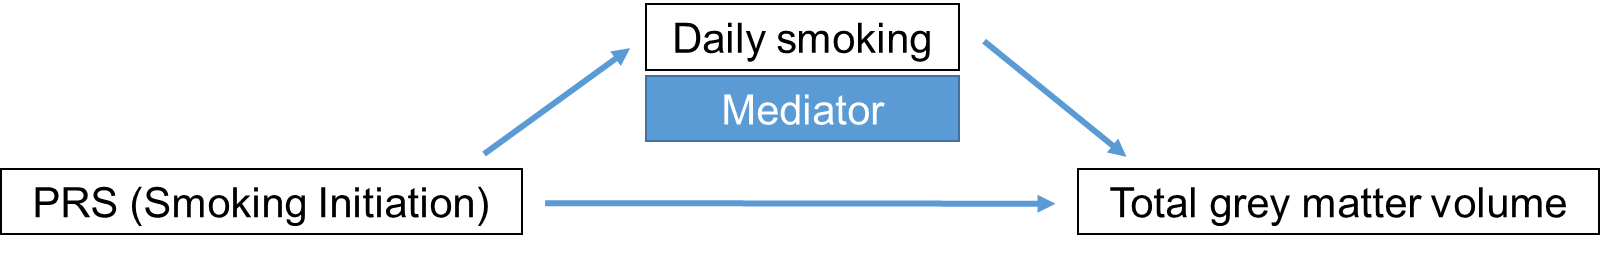 Daily smoking
Mediator
PRS (Smoking Initiation)
Total grey matter volume